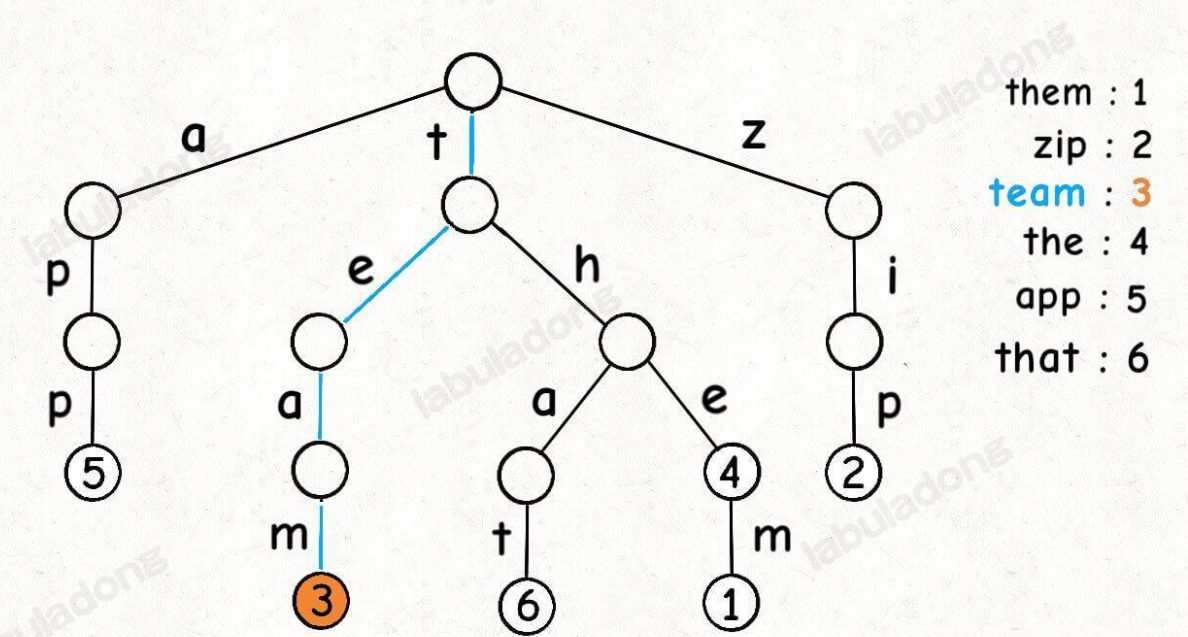 a
t
z
p
e
h
i
p
a
a
e
p
5
4
2
m
t
m
3
6
1
them : 1
zip : 2
team : 3
the : 4
app : 5
that : 6
labuladong
labuladong
labuladong
labuladong
labuladong